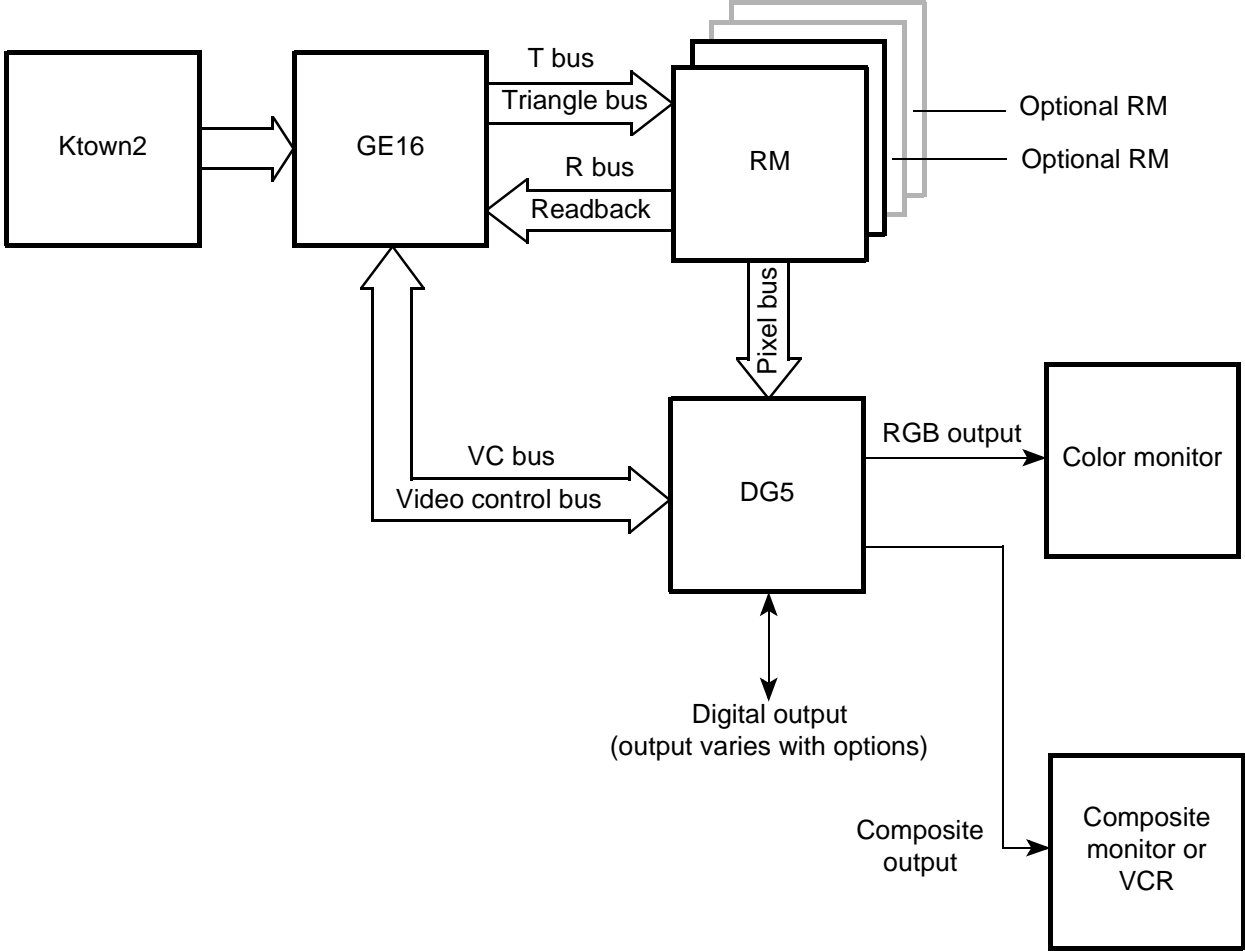 T bus
Triangle bus
Optional RM
Ktown2
GE16
RM
Optional RM
R bus
Readback
Pixel bus
RGB output
Color monitor
VC bus
Video control bus
DG5
Digital output
(output varies with options)
Composite
output
Composite
monitor or
VCR